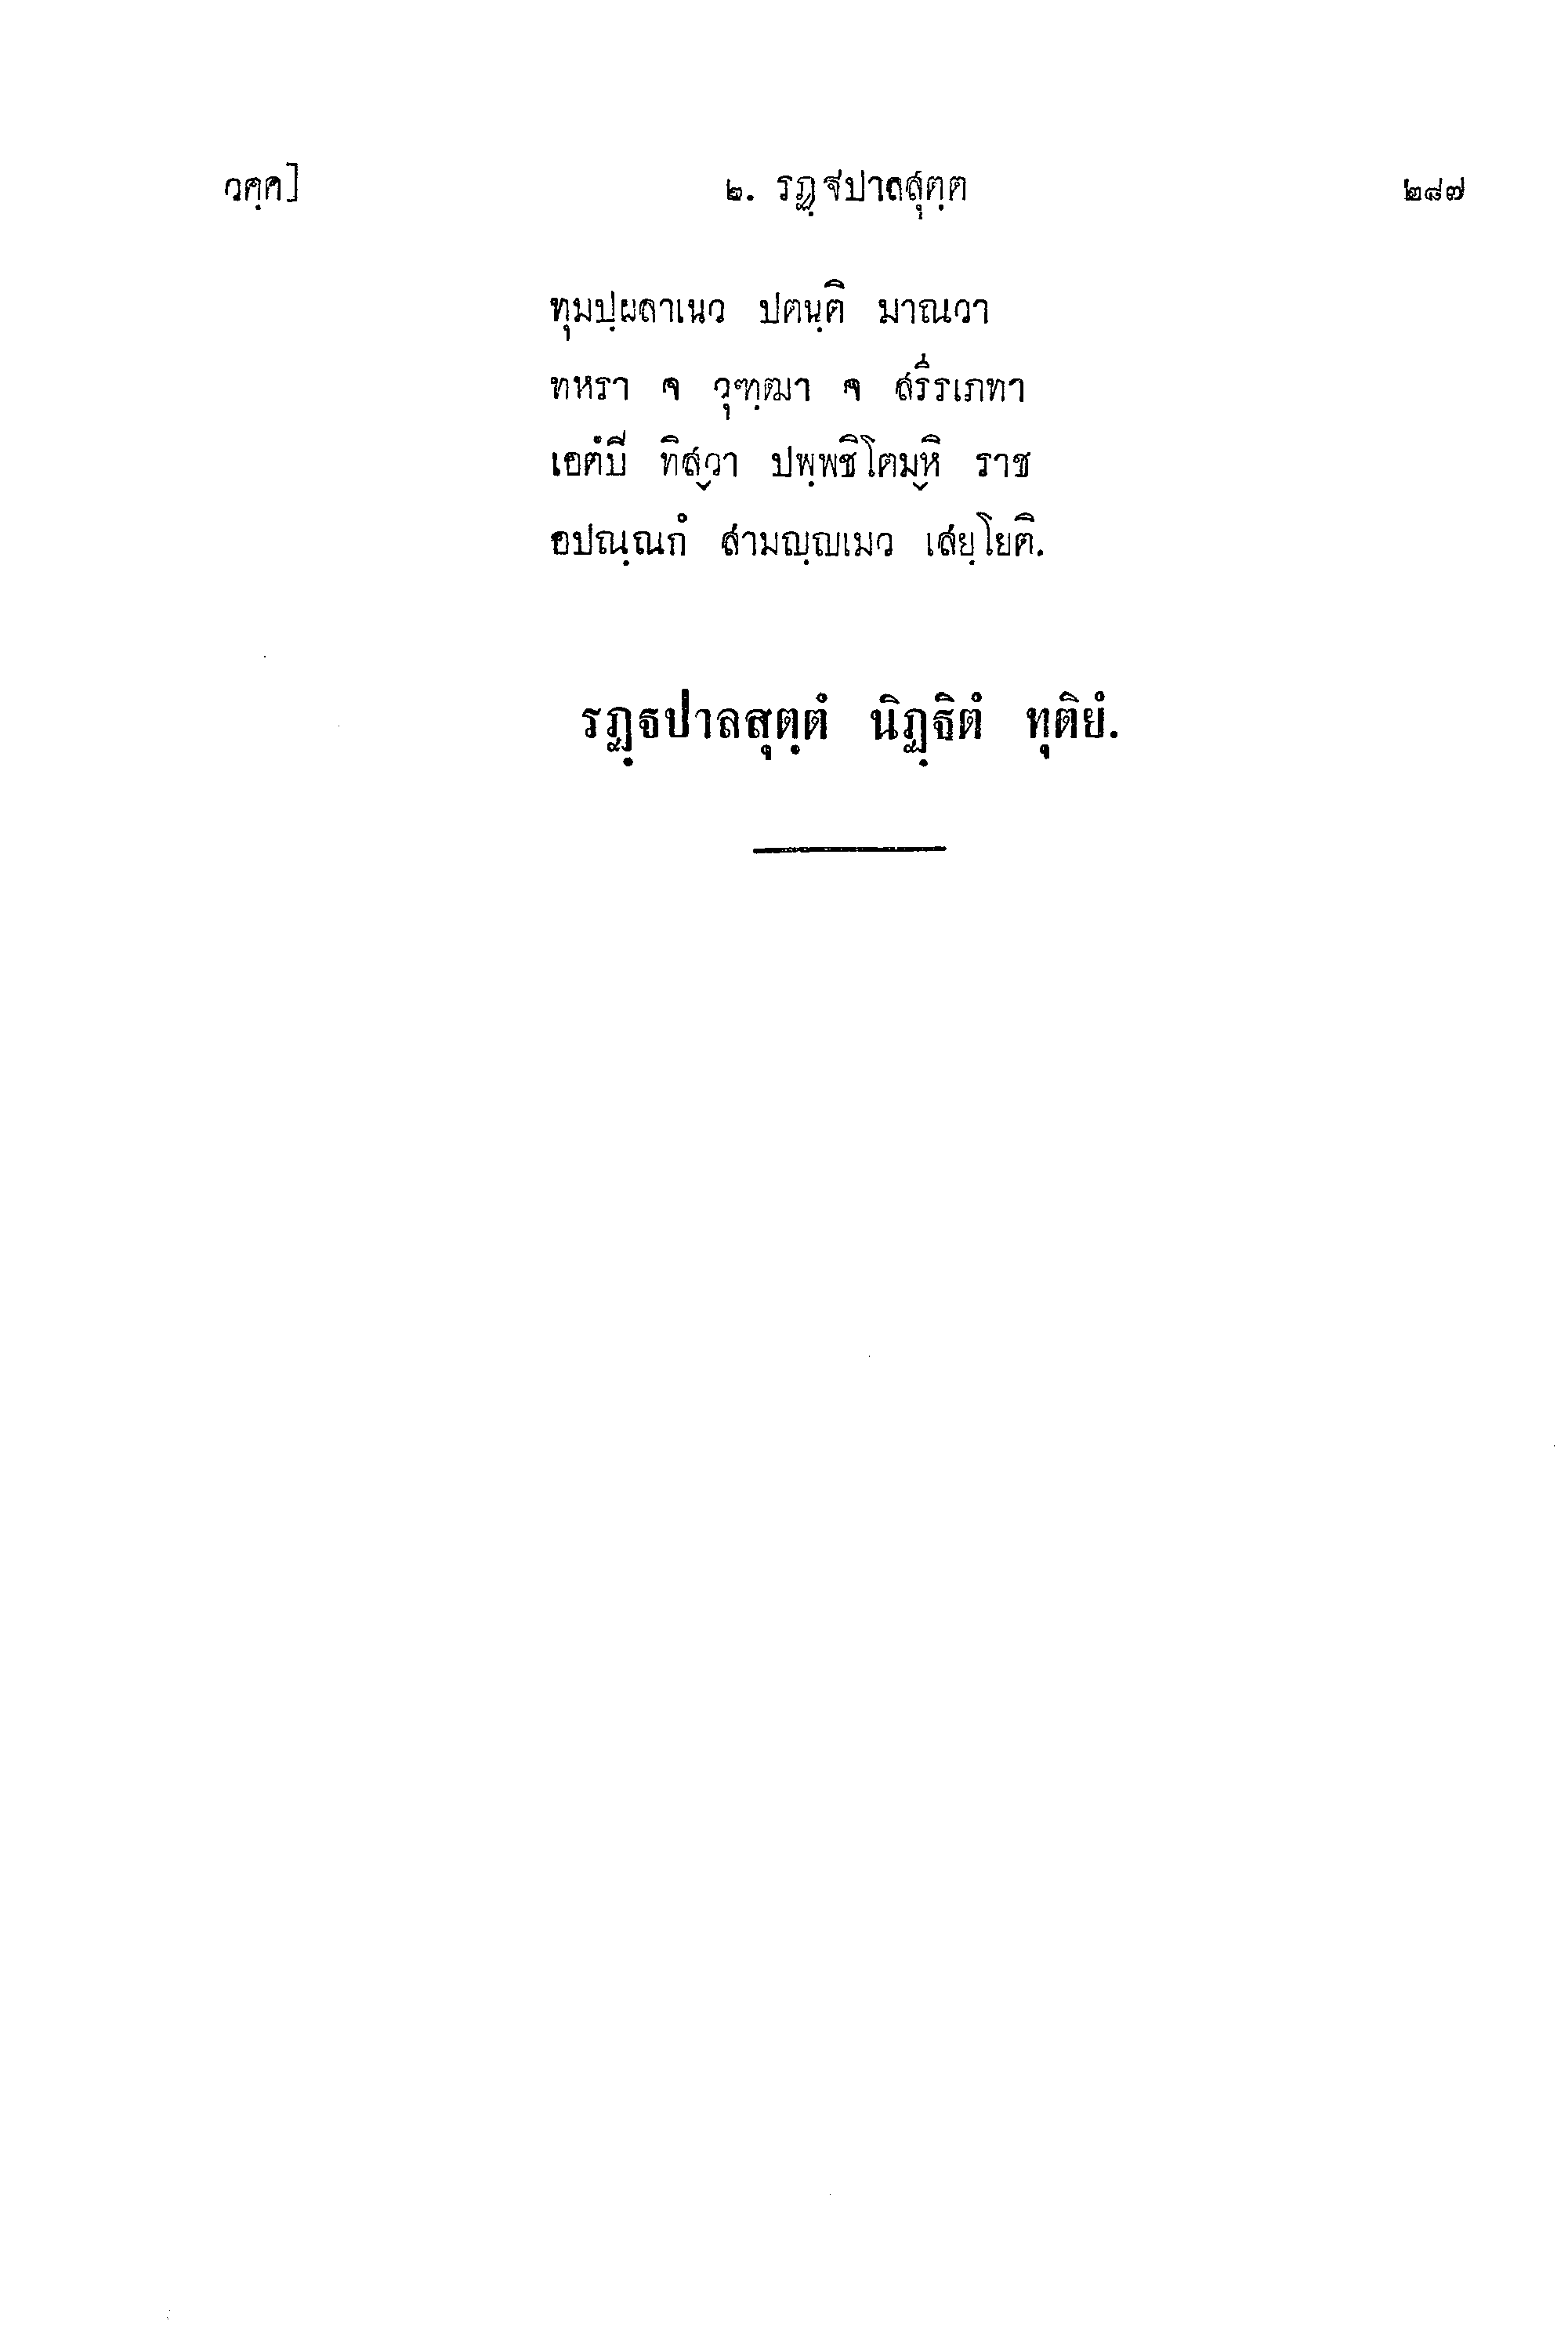 วคฺค] ๒. รฏฺฐปาลสุตฺต ๒๘๗
ทุมปฺผลาเนว ปตนฺติ มาณวา
ทหรา จ วุฑฺฒา จ สรีรเภทา
เอตํปี ทิสฺวา ปพฺพชิโตมฺหิ ราช
อปณฺณกํ สามญฺญเมว เสยฺโยติ.
รฏฺฐปาลสุตฺตํ นิฏฺฐิตํ ทุติยํ.